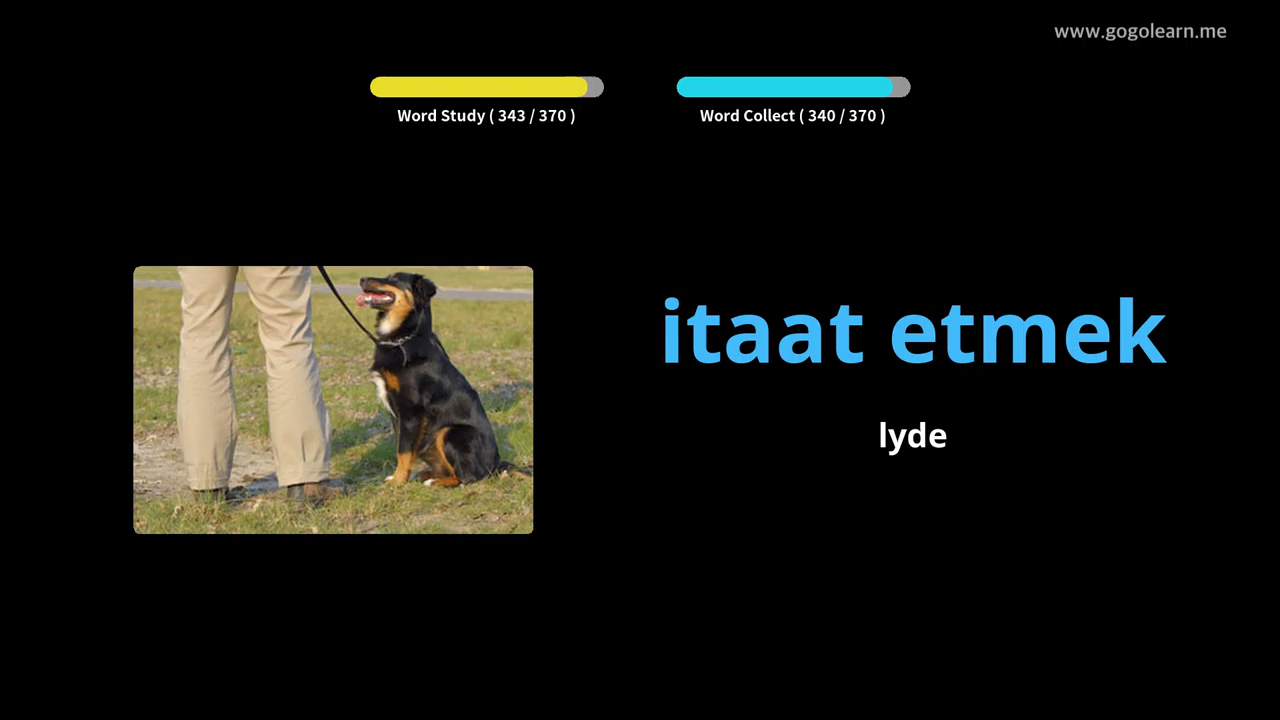 www.gogolearn.me
Word Study ( 343 / 370 )
Word Collect ( 340 / 370 )
itaat etmek
lyde